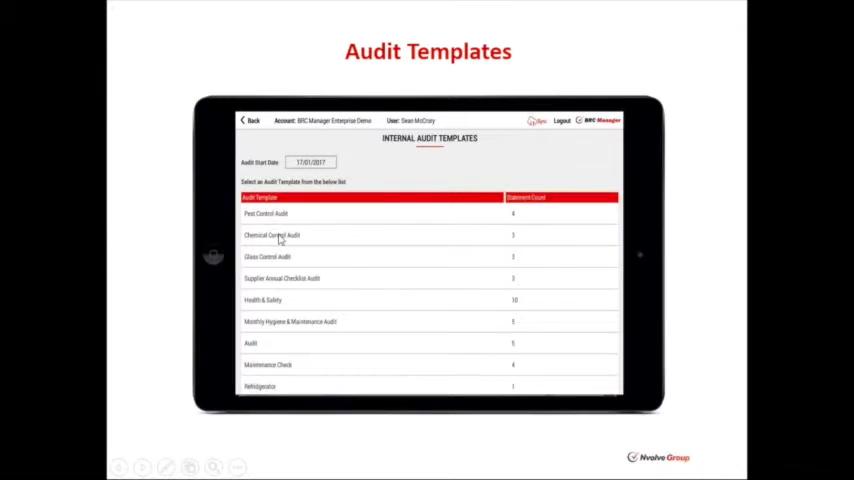 Audit Templates
Back Account: BRC Manager Enterprise Demo User: Sean McCrory Sync Logout BRC Manager
INTERNAL AUDIT TEMPLATES
Audit Start Date 17/01/2017
Select an Audit Template from the below list
Audit Template Statement Count
Pest Control Audit 4
Chemical Control Audit 3
Glass Control Audit 3
Supplier Annual Checklist Audit 3
Health & Safety 10
Monthly Hygiene & Maintenance Audit 5
Audit 5
Maintenance Check 4
Refridgerator 1
Nvolve Group